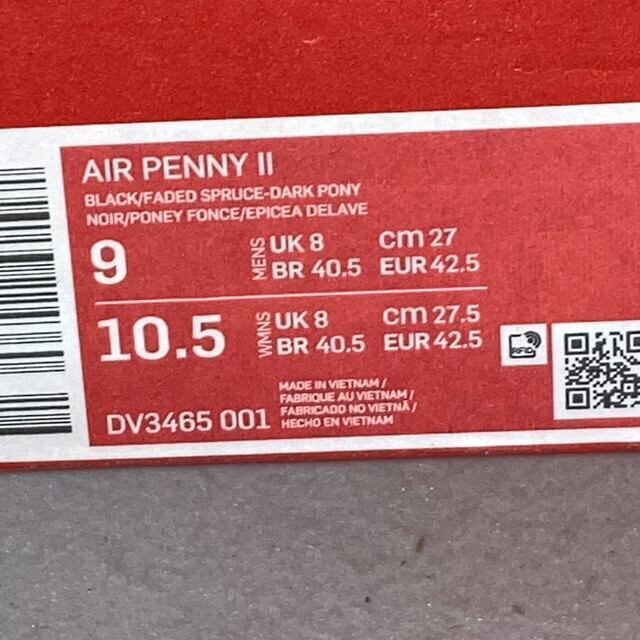 AIR PENNY II
BLACK/FADED SPRUCE-DARK PONY
NOIR/PONEY FONCE/EPICEA DELAVE
9 MENS UK 8 cm 27
BR 40.5 EUR 42.5
10.5 WMNS UK 8 cm 27.5
BR 40.5 EUR 42.5
RFID
MADE IN VIETNAM /
FABRIQUE AU VIETNAM /
FABRICADO NO VIETNÃ /
HECHO EN VIETNAM
DV3465 001